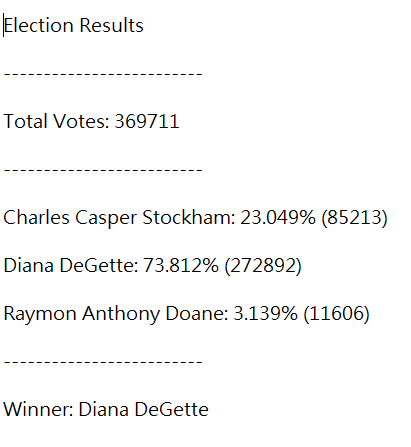 Election Results
-------------------------
Total Votes: 369711
-------------------------
Charles Casper Stockham: 23.049% (85213)
Diana DeGette: 73.812% (272892)
Raymon Anthony Doane: 3.139% (11606)
-------------------------
Winner: Diana DeGette